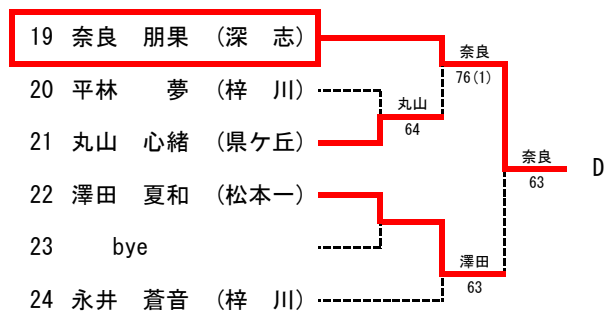 19 奈良 朋果 (深 志)
奈良
76(1)
20 平林 夢 (梓 川)
丸山
64
21 丸山 心緒 (県ケ丘)
奈良
63
D
22 澤田 夏和 (松本一)
23 bye
澤田
63
24 永井 蒼音 (梓 川)